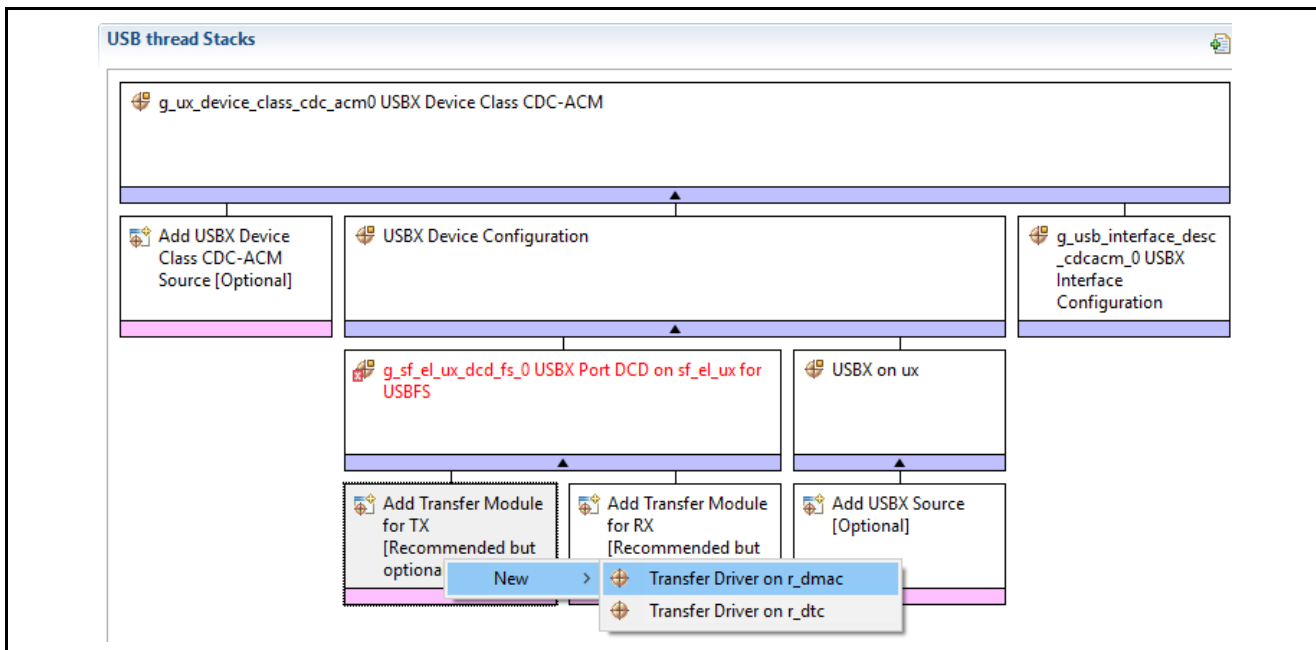 USB thread Stacks
g_ux_device_class_cdc_acm0 USBX Device Class CDC-ACM
Add USBX Device
Class CDC-ACM
Source [Optional]
USBX Device Configuration
g_usb_interface_desc
_cdcacm_0 USBX
Interface
Configuration
g_sf_el_ux_dcd_fs_0 USBX Port DCD on sf_el_ux for
USBFS
USBX on ux
Add Transfer Module
for TX
[Recommended but
optiona
Add Transfer Module
for RX
[Recommended but
Add USBX Source
[Optional]
New
Transfer Driver on r_dmac
Transfer Driver on r_dtc